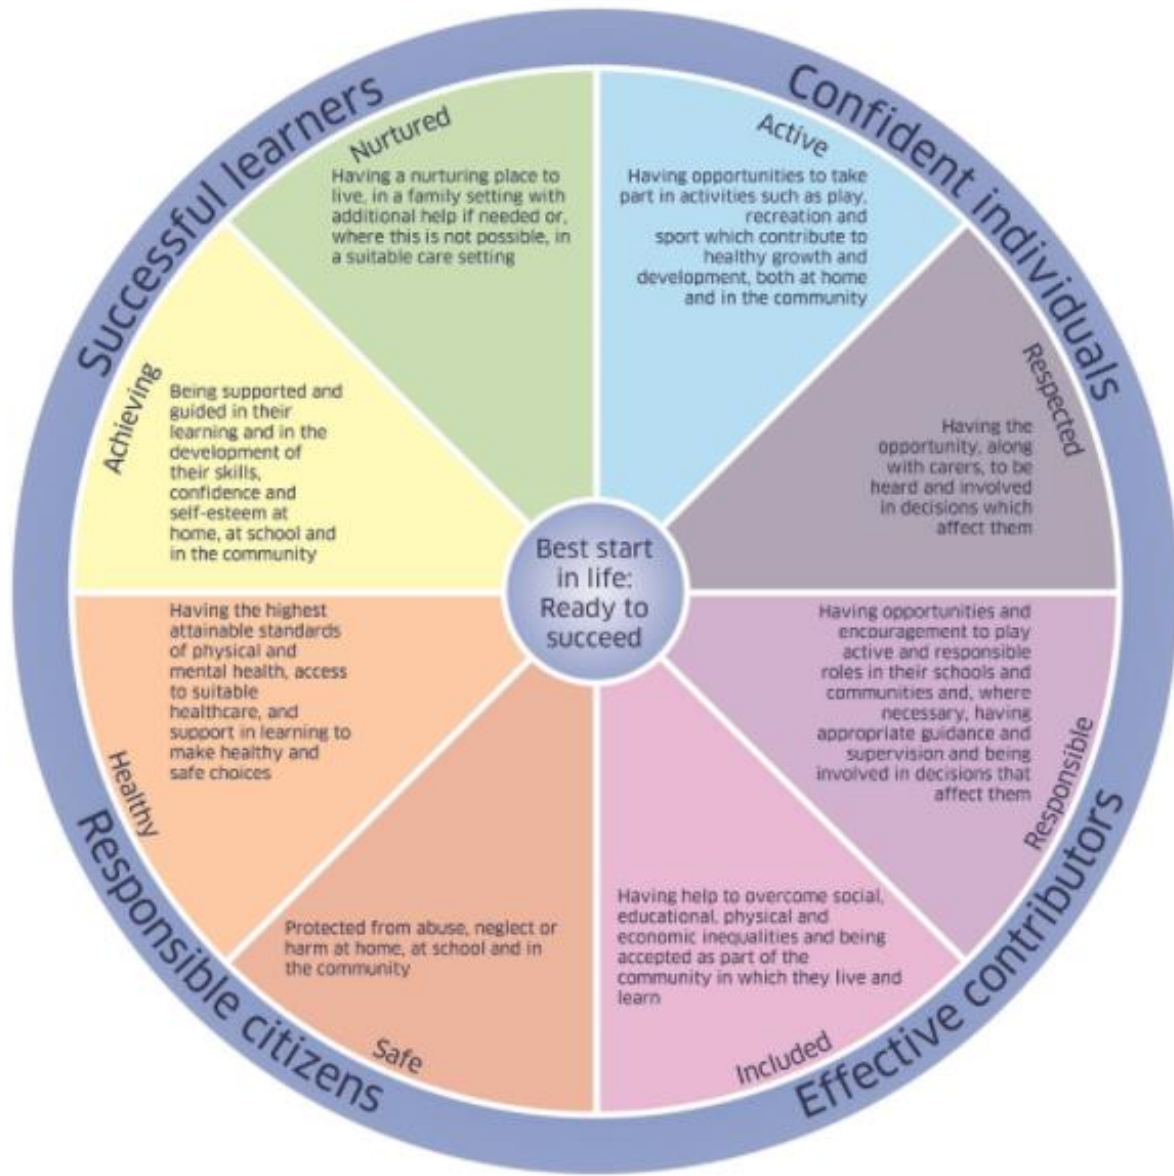 Successful learners
Confident individuals
Nurtured
Having a nurturing place to
live, in a family setting with
additional help if needed or,
where this is not possible, in
a suitable care setting
Active
Having opportunities to take
part in activities such as play,
recreation and
sport which contribute to
healthy growth and
development, both at home
and in the community
Achieving
Being supported and
guided in their
learning and in the
development of
their skills,
confidence and
self-esteem at
home, at school and
in the community
Respected
Having the
opportunity, along
with carers, to be
heard and involved
in decisions which
affect them
Best start
in life:
Ready to
succeed
Healthy
Having the highest
attainable standards
of physical and
mental health, access
to suitable
healthcare, and
support in learning to
make healthy and
safe choices
Responsible
Having opportunities and
encouragement to play
active and responsible
roles in their schools and
communities and, where
necessary, having
appropriate guidance and
supervision and being
involved in decisions that
affect them
Protected from abuse, neglect or
harm at home, at school and in
the community
Safe
Having help to overcome social,
educational, physical and
economic inequalities and being
accepted as part of the
community in which they live and
learn
Included
Responsible citizens
Effective contributors